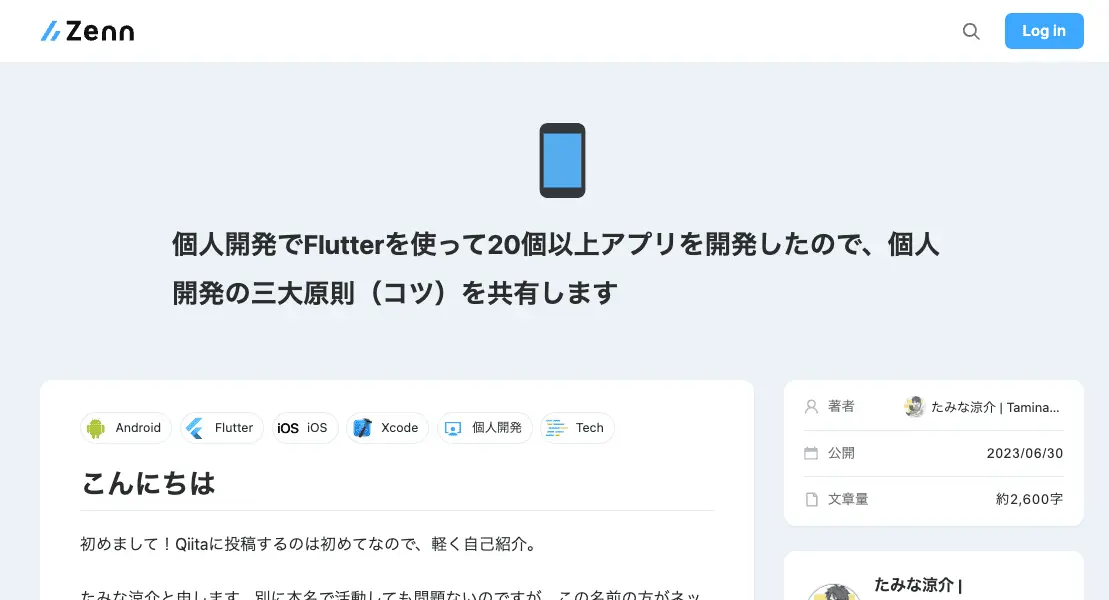 Zenn
Log in
個人開発でFlutterを使って20個以上アプリを開発したので、個人
開発の三大原則（コツ）を共有します
Android
Flutter
iOS iOS
Xcode
個人開発
Tech
こんにちは
初めまして！Qiitaに投稿するのは初めてなので、軽く自己紹介。
たみな涼介と申します。別に本名で活動しても問題ないのですが、この名前の方がネッ
著者
たみな涼介 | Tamina...
公開
2023/06/30
文章量
約2,600字
たみな涼介 |